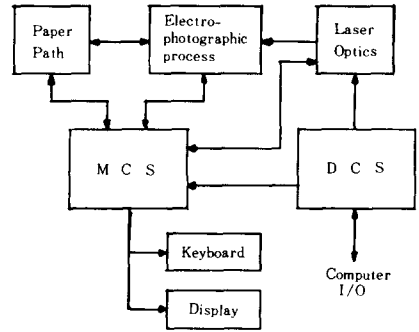 Paper
Path
Electro-
photographic
process
Laser
Optics
M C S
D C S
Keyboard
Display
Computer
I/O